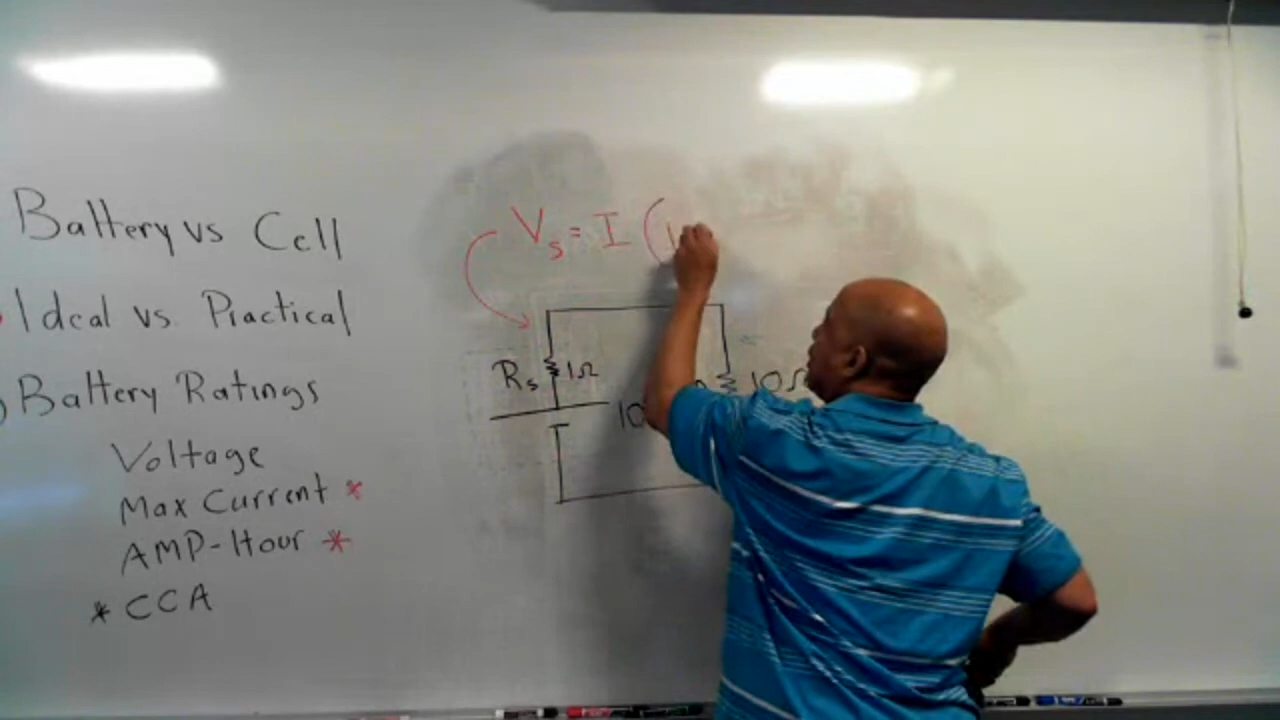 Battery vs Cell
Ideal vs. Practical
Battery Ratings
Voltage
Max Current *
AMP-Hour *
* CCA
Vs = I (1
Rs 1Ω
10Ω
10